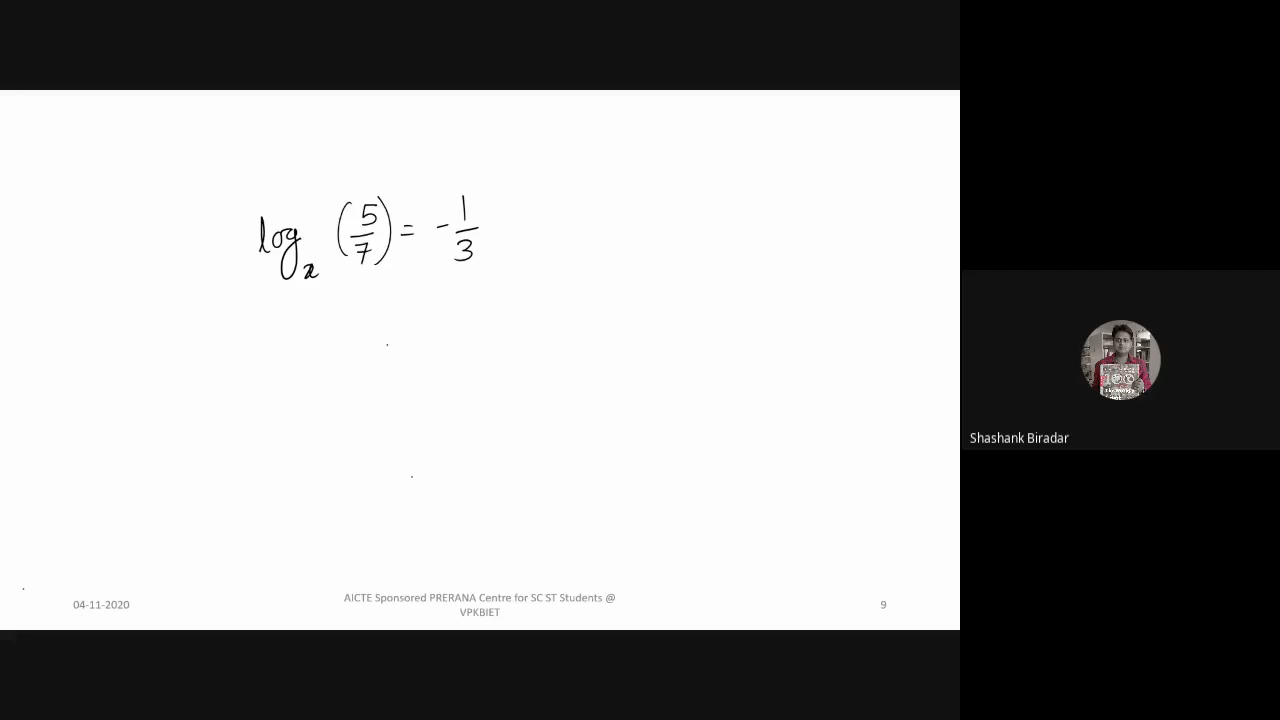 log_x (5/7) = -1/3
Shashank Biradar
04-11-2020
AICTE Sponsored PRERANA Centre for SC ST Students @
VPKBIET
9